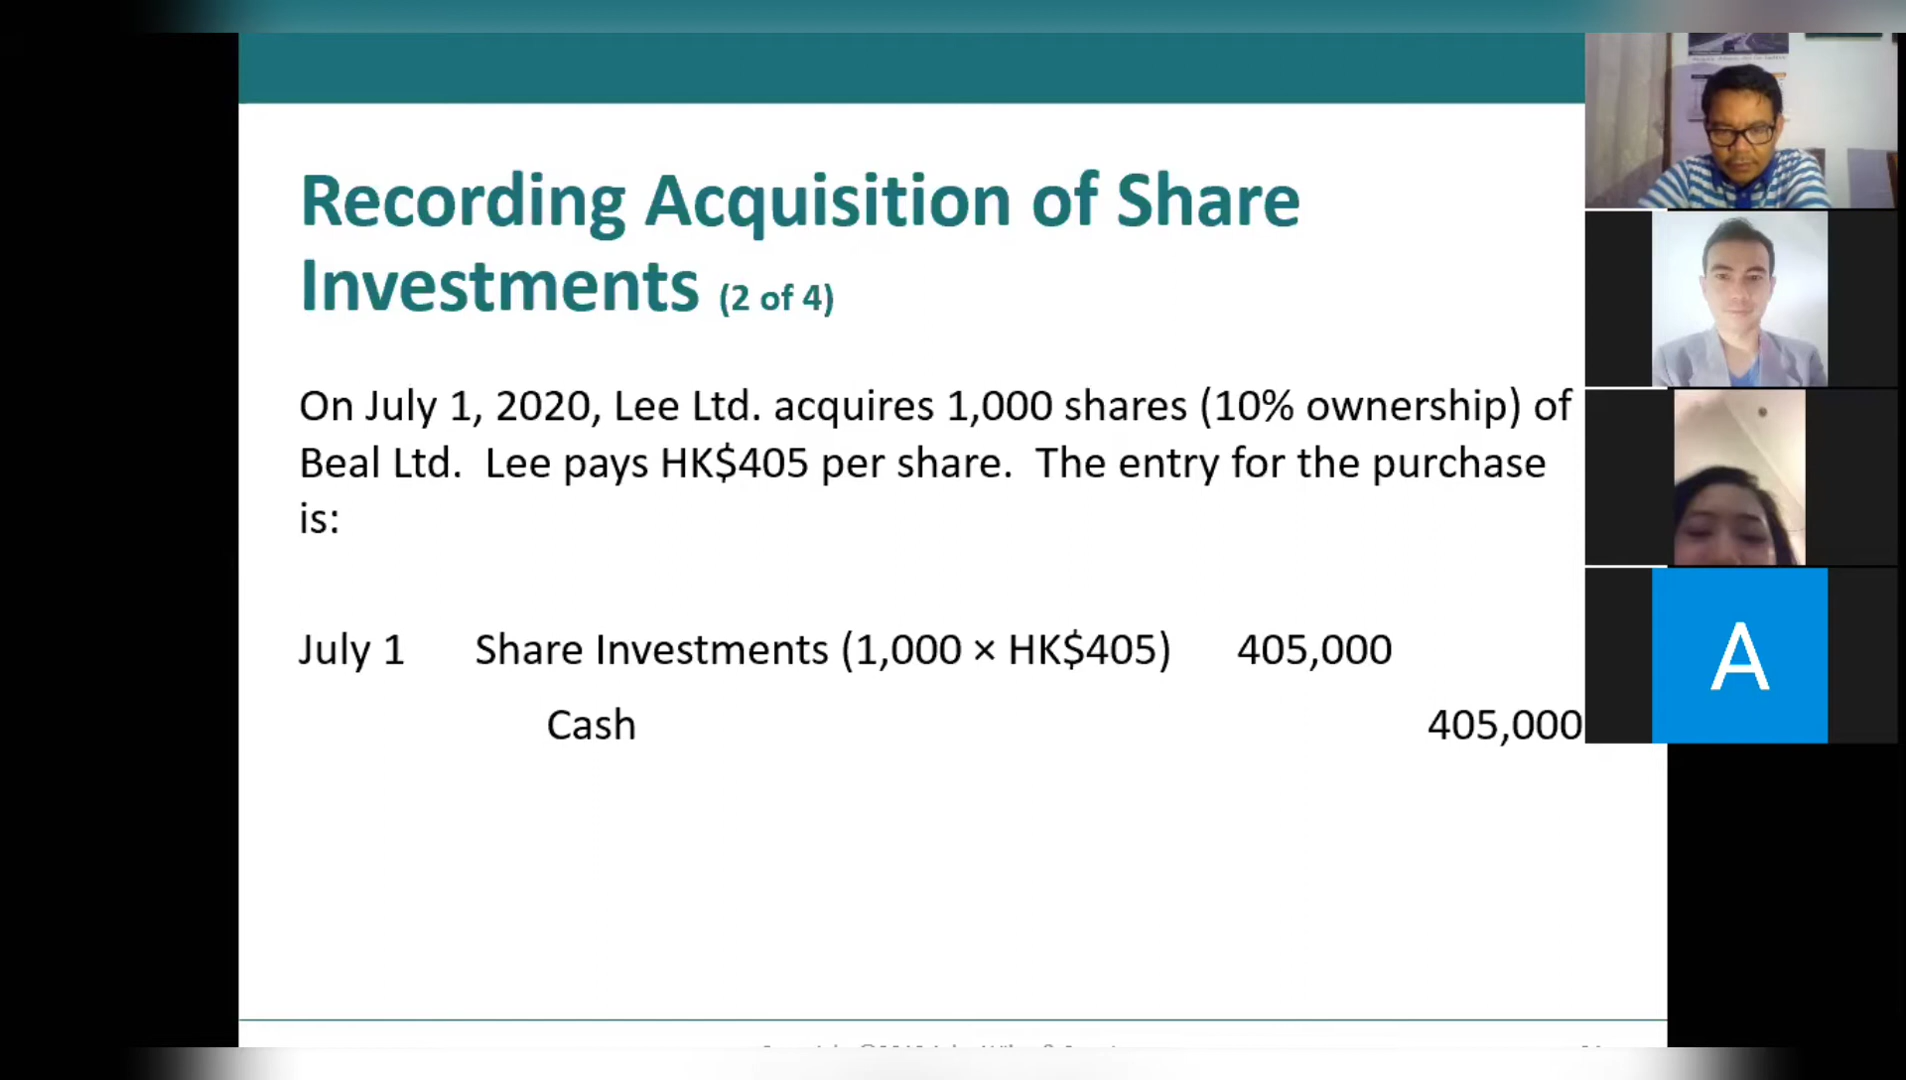 Recording Acquisition of Share
Investments (2 of 4)
On July 1, 2020, Lee Ltd. acquires 1,000 shares (10% ownership) of
Beal Ltd. Lee pays HK$405 per share. The entry for the purchase
is:
July 1 Share Investments (1,000 × HK$405) 405,000
Cash 405,000
A